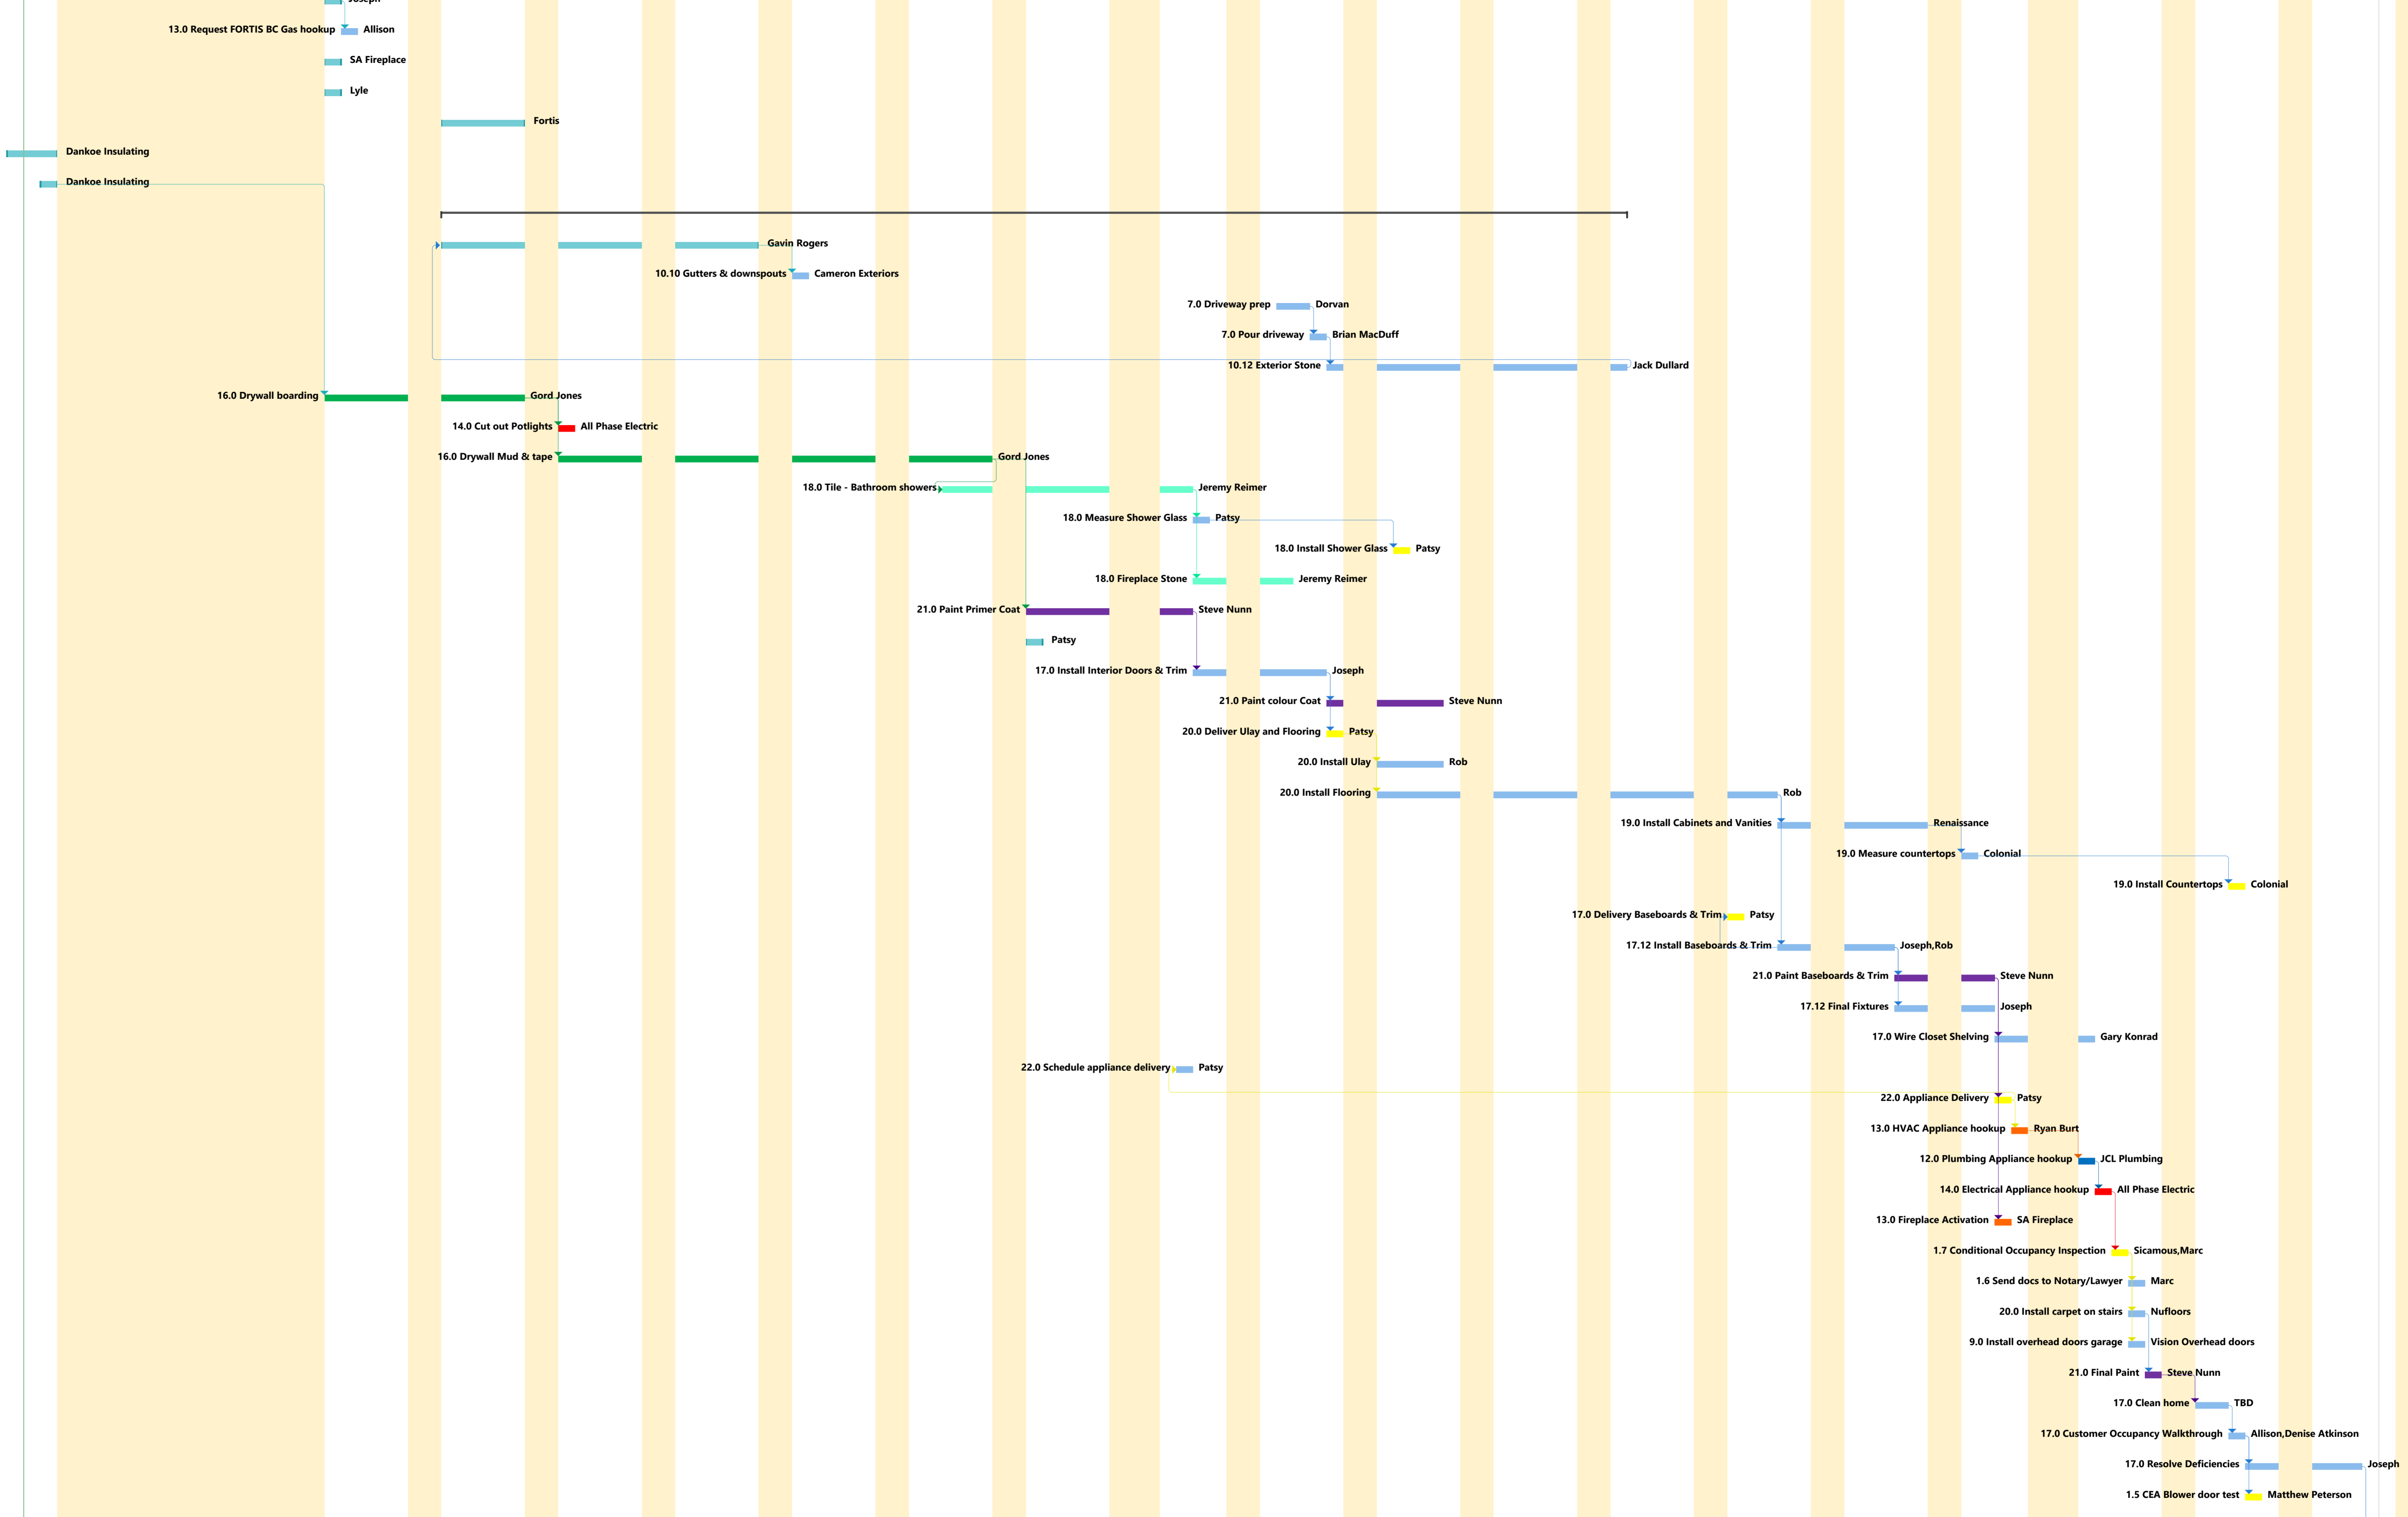 Joseph
13.0 Request FORTIS BC Gas hookup Allison
SA Fireplace
Lyle
Fortis
Dankoe Insulating
Dankoe Insulating
Gavin Rogers
10.10 Gutters & downspouts Cameron Exteriors
7.0 Driveway prep Dorvan
7.0 Pour driveway Brian MacDuff
10.12 Exterior Stone Jack Dullard
16.0 Drywall boarding Gord Jones
14.0 Cut out Potlights All Phase Electric
16.0 Drywall Mud & tape Gord Jones
18.0 Tile - Bathroom showers Jeremy Reimer
18.0 Measure Shower Glass Patsy
18.0 Install Shower Glass Patsy
18.0 Fireplace Stone Jeremy Reimer
21.0 Paint Primer Coat Steve Nunn
Patsy
17.0 Install Interior Doors & Trim Joseph
21.0 Paint colour Coat Steve Nunn
20.0 Deliver Ulay and Flooring Patsy
20.0 Install Ulay Rob
20.0 Install Flooring Rob
19.0 Install Cabinets and Vanities Renaissance
19.0 Measure countertops Colonial
19.0 Install Countertops Colonial
17.0 Delivery Baseboards & Trim Patsy
17.12 Install Baseboards & Trim Joseph,Rob
21.0 Paint Baseboards & Trim Steve Nunn
17.12 Final Fixtures Joseph
17.0 Wire Closet Shelving Gary Konrad
22.0 Schedule appliance delivery Patsy
22.0 Appliance Delivery Patsy
13.0 HVAC Appliance hookup Ryan Burt
12.0 Plumbing Appliance hookup JCL Plumbing
14.0 Electrical Appliance hookup All Phase Electric
13.0 Fireplace Activation SA Fireplace
1.7 Conditional Occupancy Inspection Sicamous,Marc
1.6 Send docs to Notary/Lawyer Marc
20.0 Install carpet on stairs Nufloors
9.0 Install overhead doors garage Vision Overhead doors
21.0 Final Paint Steve Nunn
17.0 Clean home TBD
17.0 Customer Occupancy Walkthrough Allison,Denise Atkinson
17.0 Resolve Deficiencies Joseph
1.5 CEA Blower door test Matthew Peterson